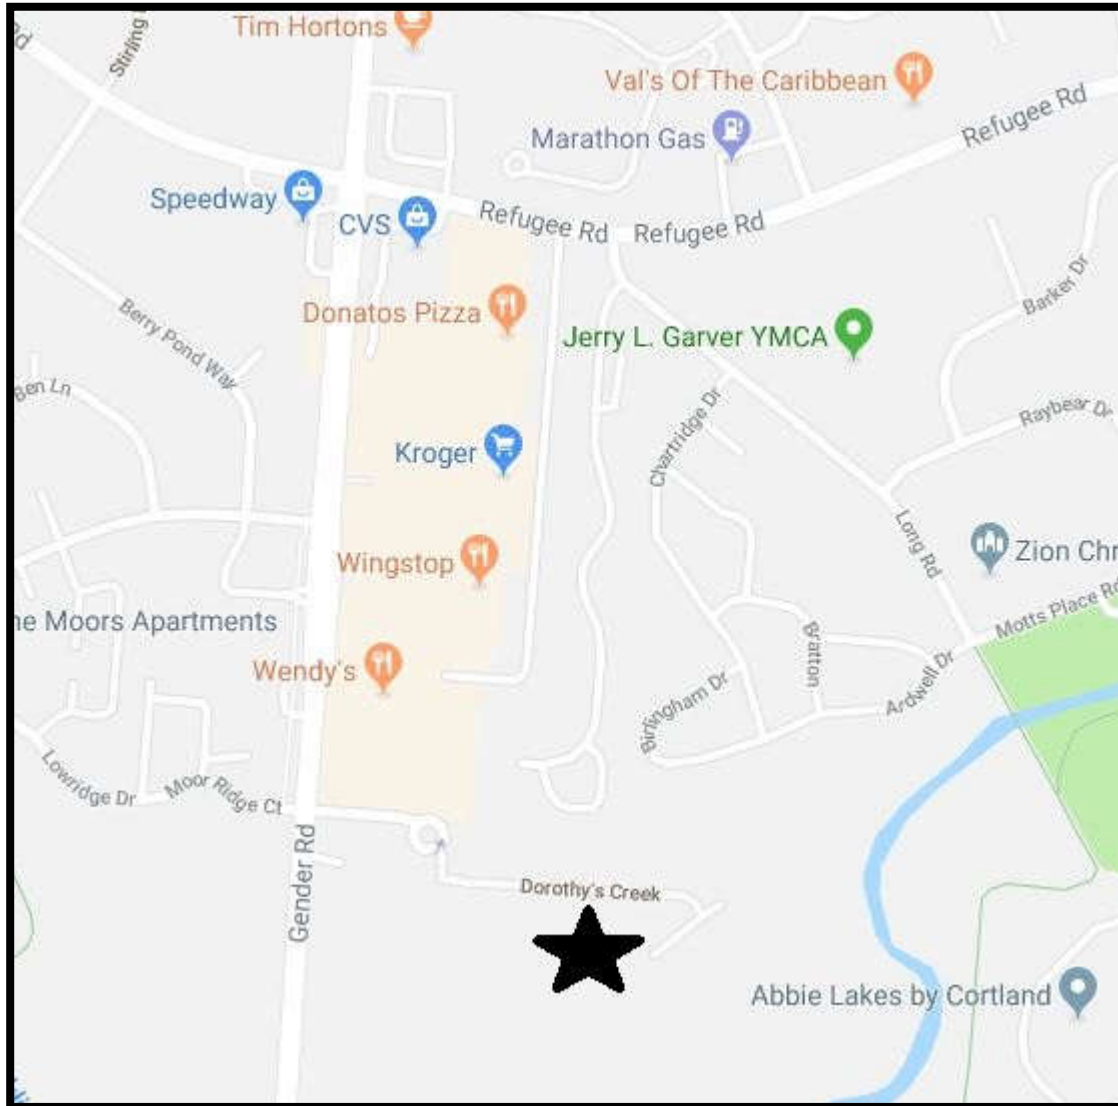 Tim Hortons
Stirling
Val's Of The Caribbean
Refugee Rd
Marathon Gas
Speedway
CVS
Refugee Rd
Refugee Rd
Barker Dr
Berry Pond Way
Donatos Pizza
Jerry L. Garver YMCA
Ben Ln
Chartridge Dr
Raybear Dr
Kroger
Long Rd
Wingstop
Zion Chr
Motts Place Rd
ne Moors Apartments
Wendy's
Birlingham Dr
Bratton
Ardwell Dr
Lowridge Dr
Moor Ridge Ct
Gender Rd
Dorothy's Creek
Abbie Lakes by Cortland